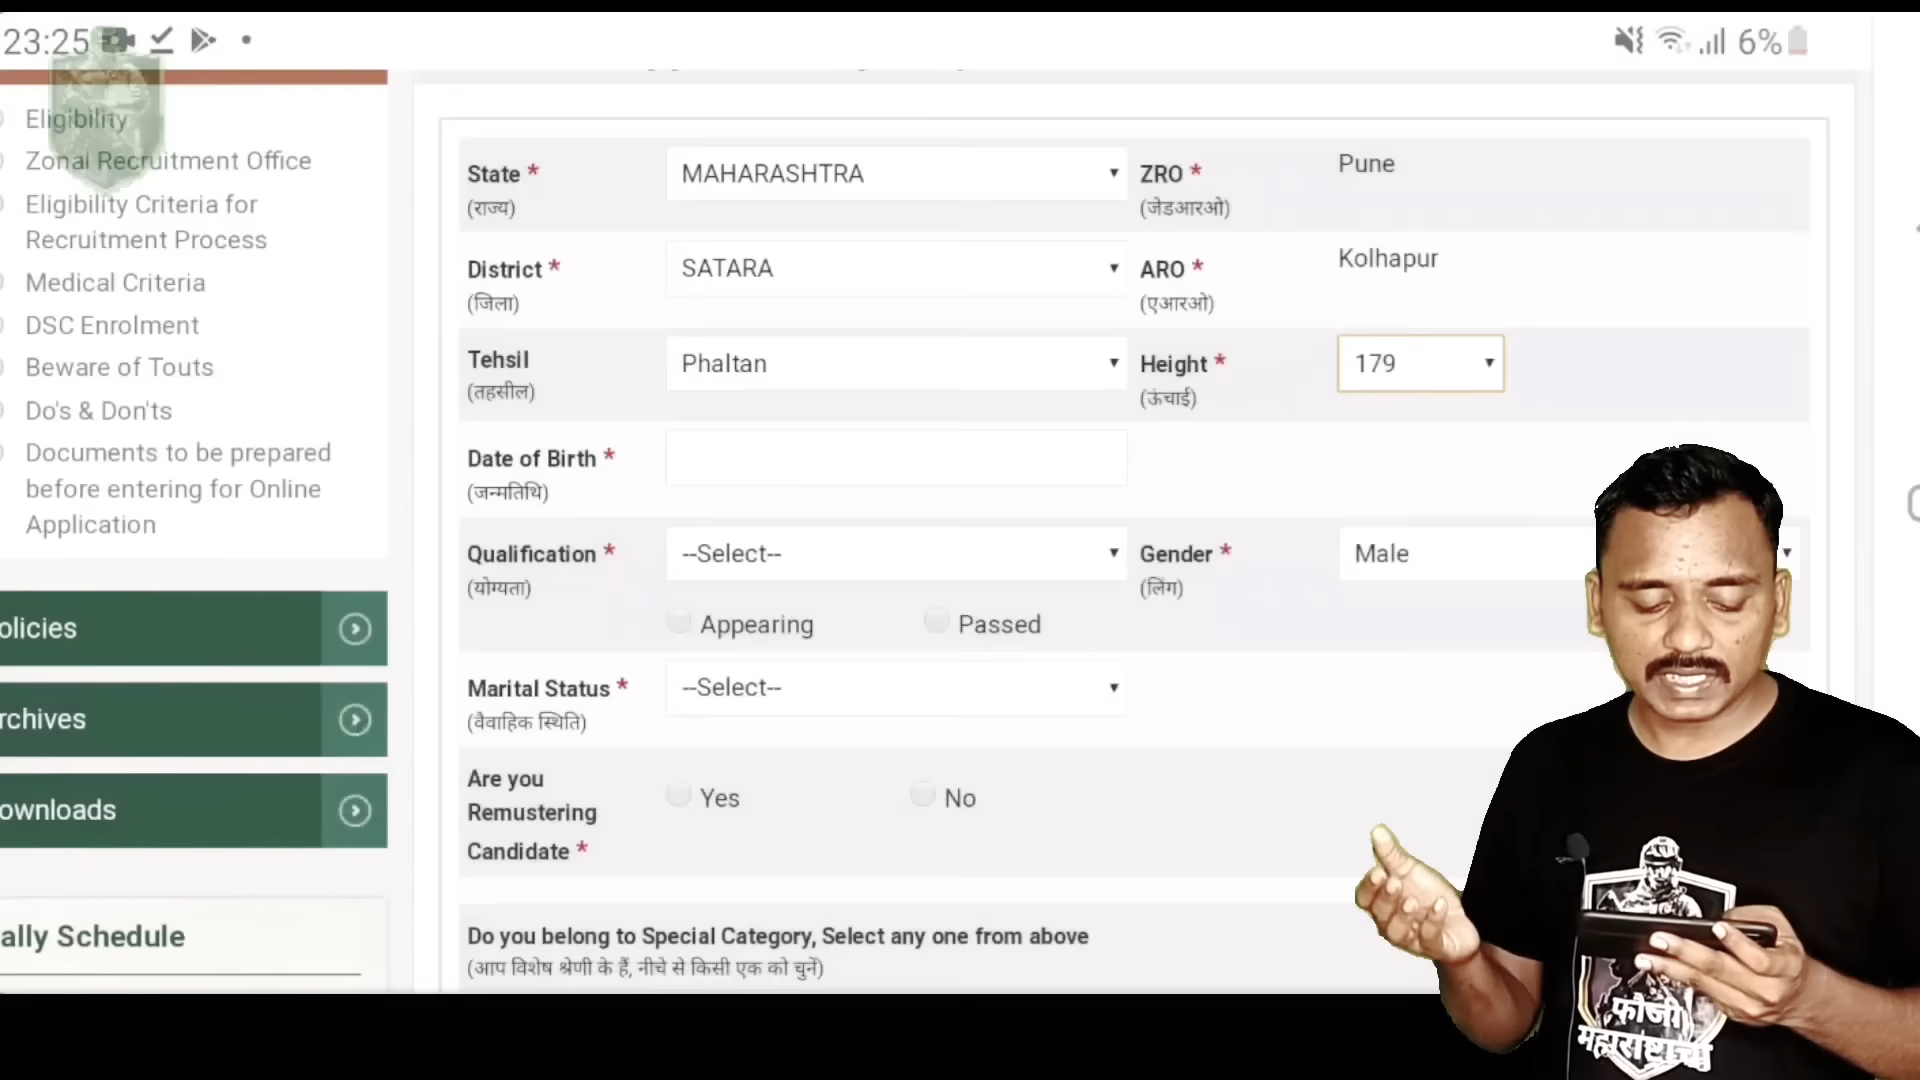 23:25
6%
Eligibility
Zonal Recruitment Office
Eligibility Criteria for
Recruitment Process
Medical Criteria
DSC Enrolment
Beware of Touts
Do's & Don'ts
Documents to be prepared
before entering for Online
Application
olicies
rchives
ownloads
ally Schedule
State * MAHARASHTRA ZRO * Pune
(राज्य) (जेडआरओ)
District * SATARA ARO * Kolhapur
(जिला) (एआरओ)
Tehsil Phaltan Height * 179
(तहसील) (ऊंचाई)
Date of Birth *
(जन्मतिथि)
Qualification * --Select-- Gender * Male
(योग्यता) (लिंग)
Appearing Passed
Marital Status * --Select--
(वैवाहिक स्थिति)
Are you
Remustering
Candidate *
Yes No
Do you belong to Special Category, Select any one from above
(आप विशेष श्रेणी के हैं, नीचे से किसी एक को चुनें)
फौजी
महाराष्ट्राचा